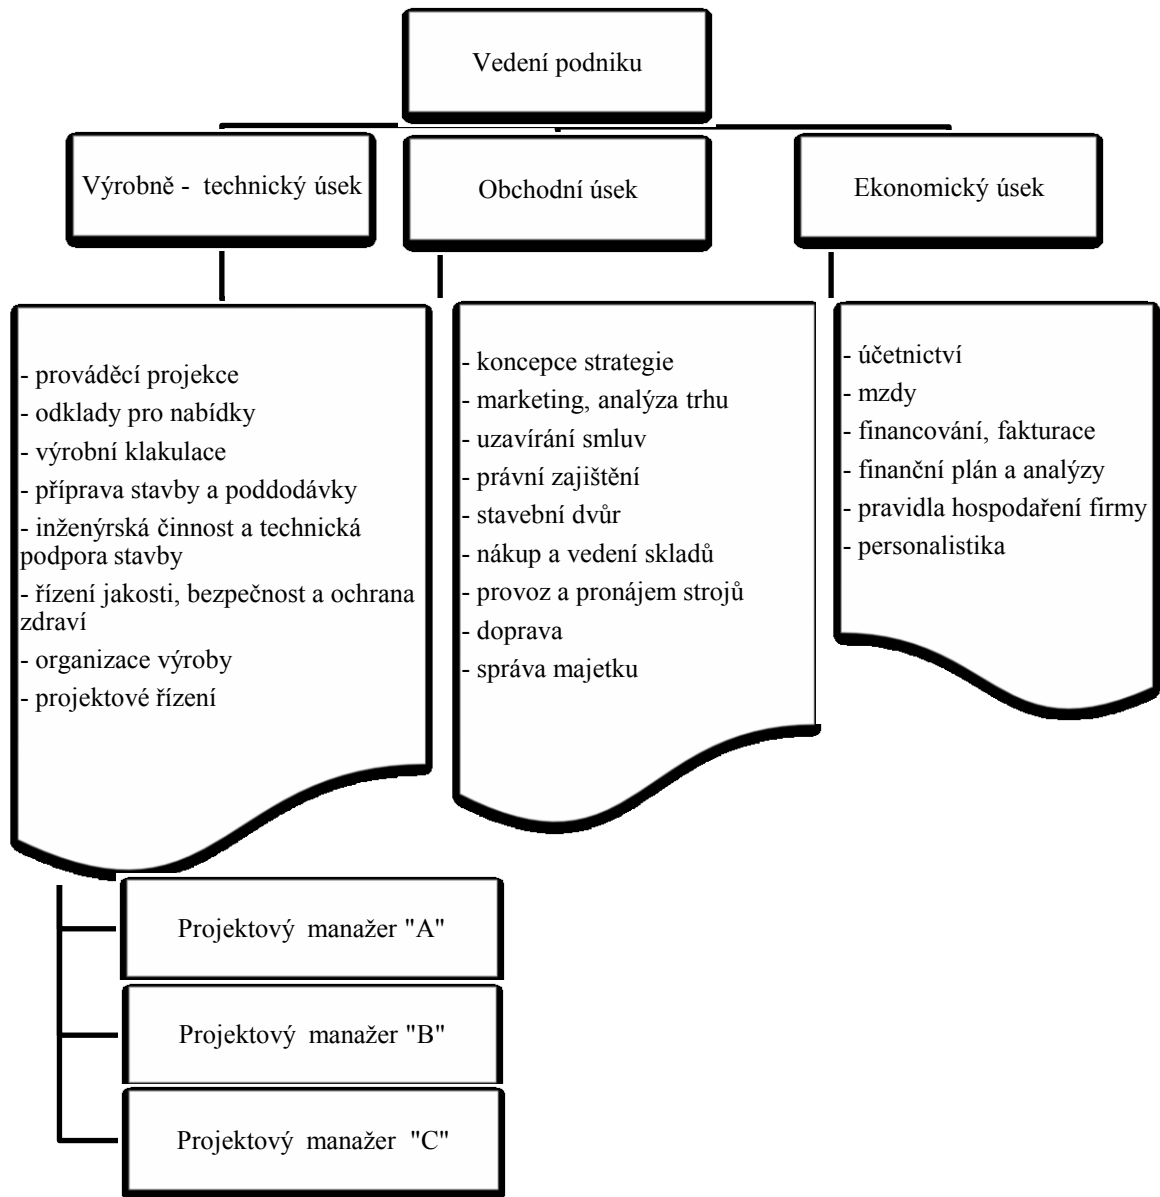 Vedení podniku
Výrobně - technický úsek
Obchodní úsek
Ekonomický úsek
- prováděcí projekce
- odklady pro nabídky
- výrobní klakulace
- příprava stavby a poddodávky
- inženýrská činnost a technická
podpora stavby
- řízení jakosti, bezpečnost a ochrana
zdraví
- organizace výroby
- projektové řízení
- koncepce strategie
- marketing, analýza trhu
- uzavírání smluv
- právní zajištění
- stavební dvůr
- nákup a vedení skladů
- provoz a pronájem strojů
- doprava
- správa majetku
- účetnictví
- mzdy
- financování, fakturace
- finanční plán a analýzy
- pravidla hospodaření firmy
- personalistika
Projektový manažer "A"
Projektový manažer "B"
Projektový manažer "C"